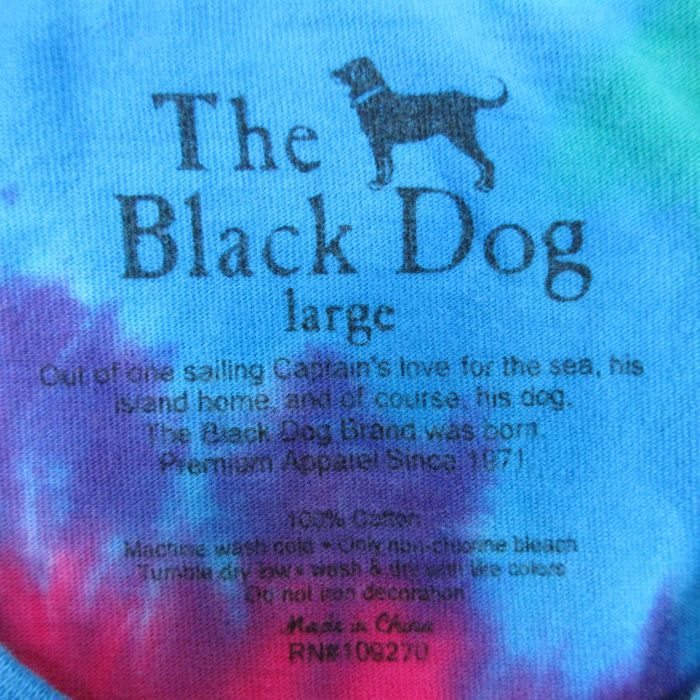 The
Black Dog
large
Out of one sailing Captain's love for the sea, his
island home, and of course, his dog.
The Black Dog Brand was born.
Premium Apparel Since 1971.
100% Cotton
Machine wash cold • Only non-chlorine bleach
Tumble dry low • wash & dry with like colors
Do not iron decoration
Made in China
RN#109270